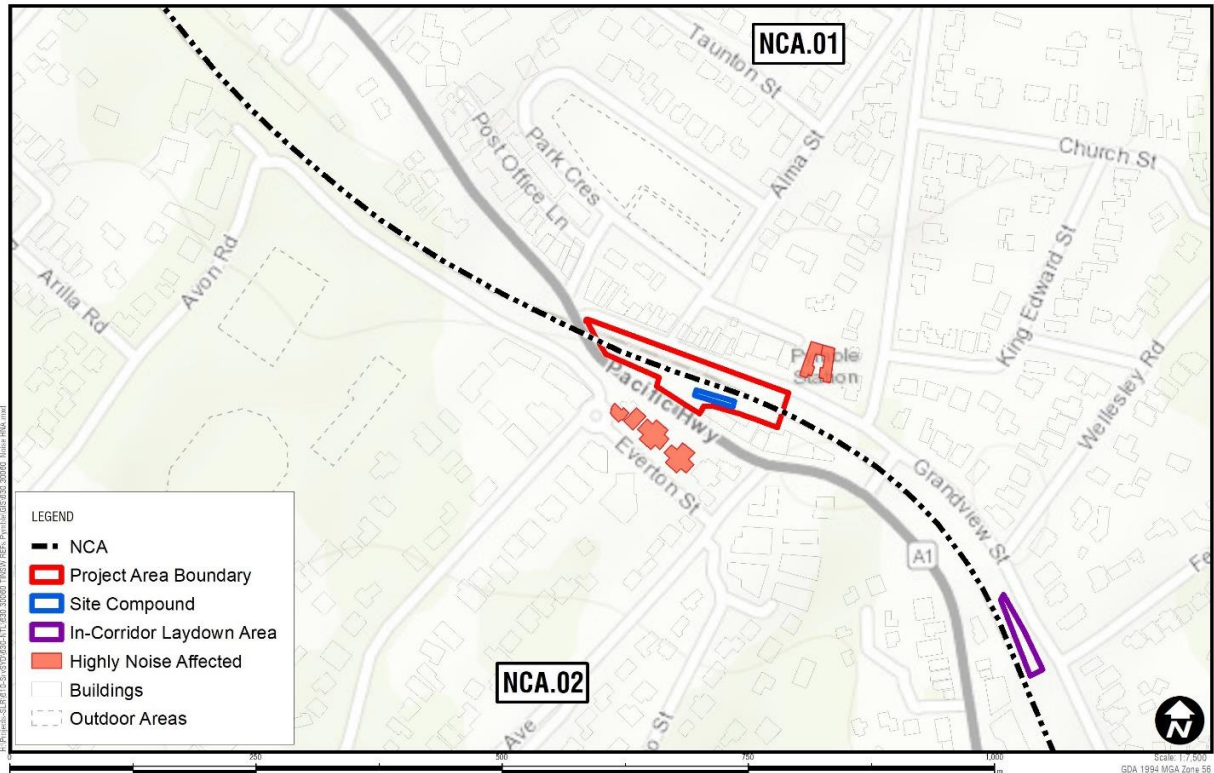 NCA.01
Taunton St
Post Office Ln
Park Cres
Alma St
Church St
Arilla Rd
Avon Rd
King Edward St
Wellesley Rd
Pymble
Station
Pacific Hwy
Everton St
Grandview St
A1
Fe
NCA.02
Ave
o St
LEGEND
NCA
Project Area Boundary
Site Compound
In-Corridor Laydown Area
Highly Noise Affected
Buildings
Outdoor Areas
N
0
250
500
750
1,000
m
Scale: 1:7,500
GDA 1994 MGA Zone 56